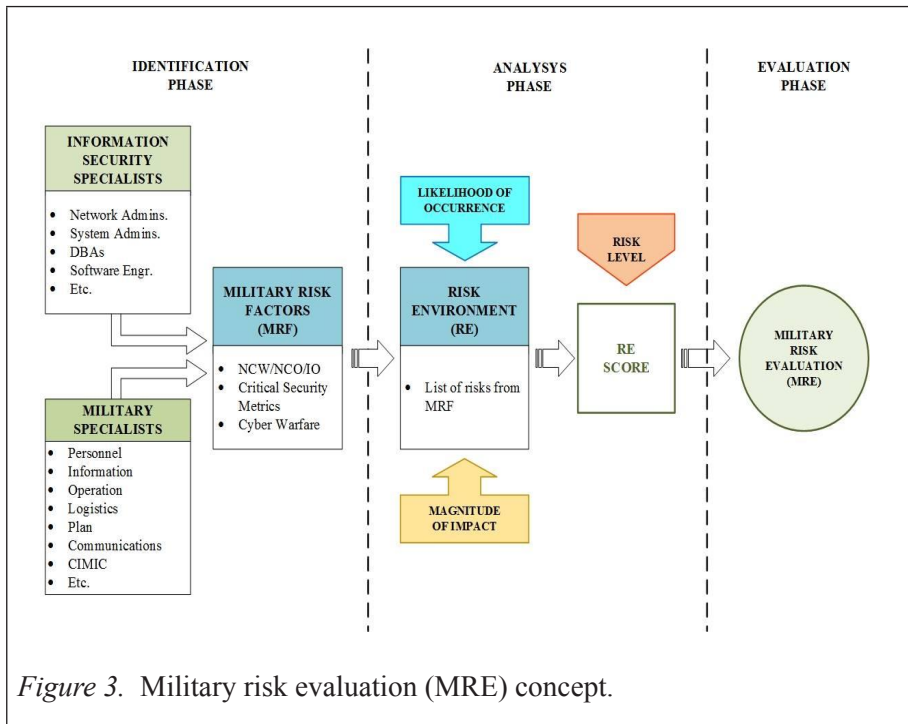 IDENTIFICATION
PHASE
ANALYSYS
PHASE
EVALUATION
PHASE
INFORMATION
SECURITY
SPECIALISTS
• Network Admins.
• System Admins.
• DBAs
• Software Engr.
• Etc.
MILITARY
SPECIALISTS
• Personnel
• Information
• Operation
• Logistics
• Plan
• Communications
• CIMIC
• Etc.
MILITARY RISK
FACTORS
(MRF)
• NCW/NCO/IO
• Critical Security
Metrics
• Cyber Warfare
LIKELIHOOD OF
OCCURRENCE
RISK
ENVIRONMENT
(RE)
• List of risks from
MRF
MAGNITUDE
OF IMPACT
RISK
LEVEL
RE
SCORE
MILITARY
RISK
EVALUATION
(MRE)
Figure 3. Military risk evaluation (MRE) concept.